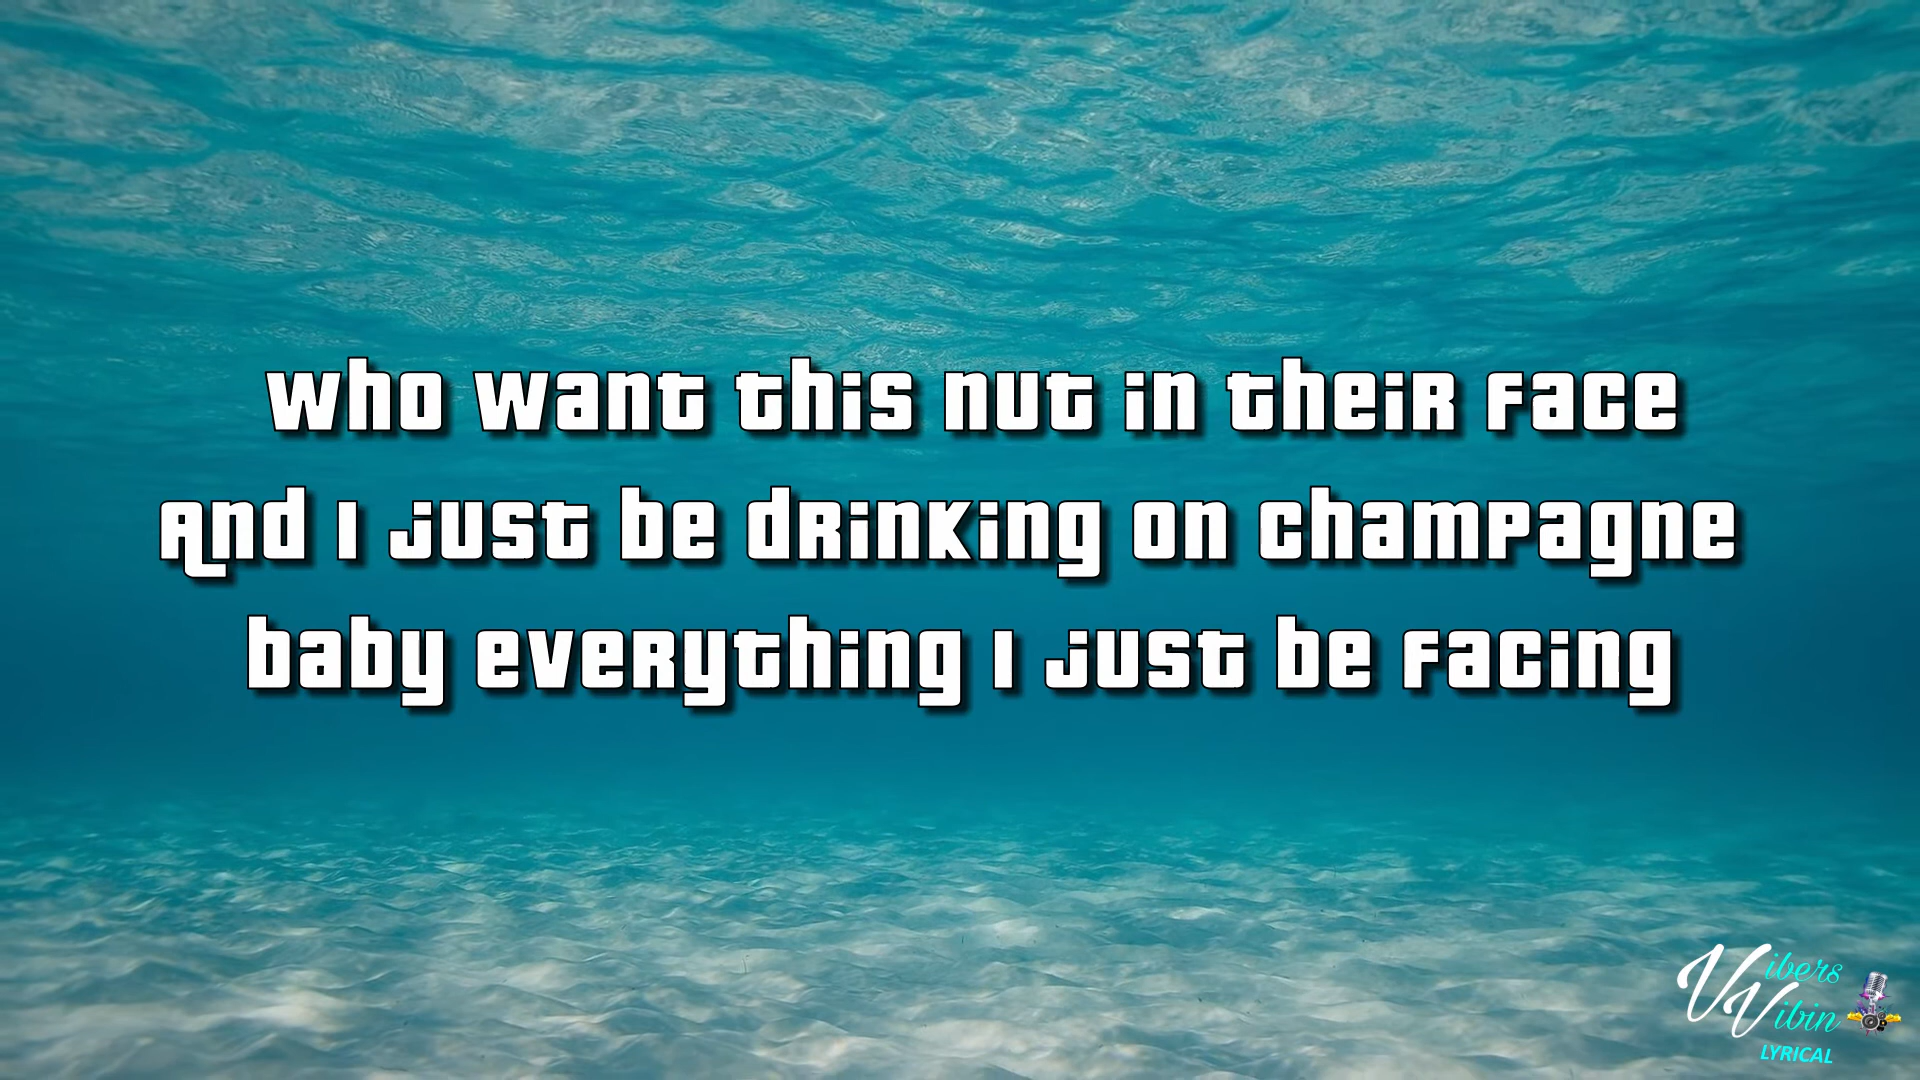 who want this nut in their face
And I just be drinking on champagne
baby everything I just be facing
Vibers
Vibin
LYRICAL